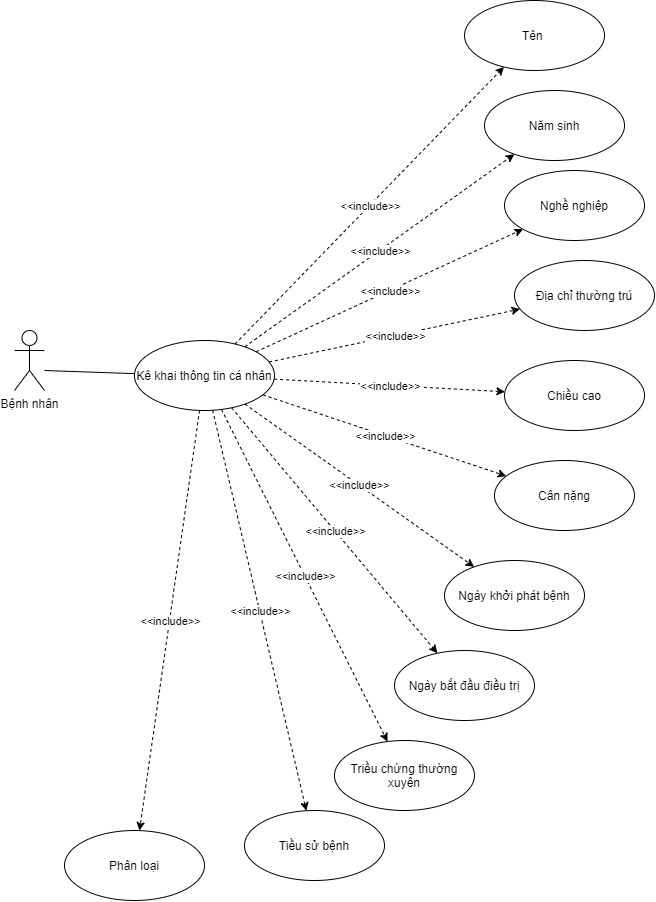 Tên
Năm sinh
<<include>>
Nghề nghiệp
<<include>>
<<include>>
Địa chỉ thường trú
<<include>>
Kê khai thông tin cá nhân
Bệnh nhân
<<include>>
Chiều cao
<<include>>
Cân nặng
<<include>>
<<include>>
<<include>>
Ngày khởi phát bệnh
<<include>>
<<include>>
Ngày bắt đầu điều trị
Triều chứng thường
xuyên
Tiều sử bệnh
Phân loại